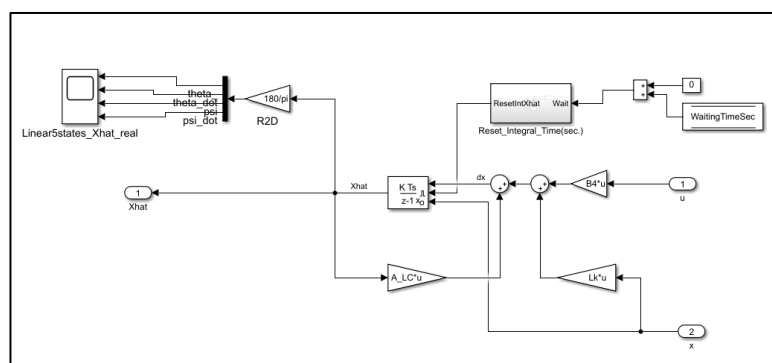 theta
theta_dot
psi
psi_dot
Linear5states_Xhat_real
180/pi
R2D
ResetIntXhat
Wait
Reset_Integral_Time(sec.)
+
+
0
WaitingTimeSec
1
Xhat
Xhat
K Ts
z-1
xo
dx
+
+
+
+
B4*u
1
u
A_LC*u
Lk*u
2
x